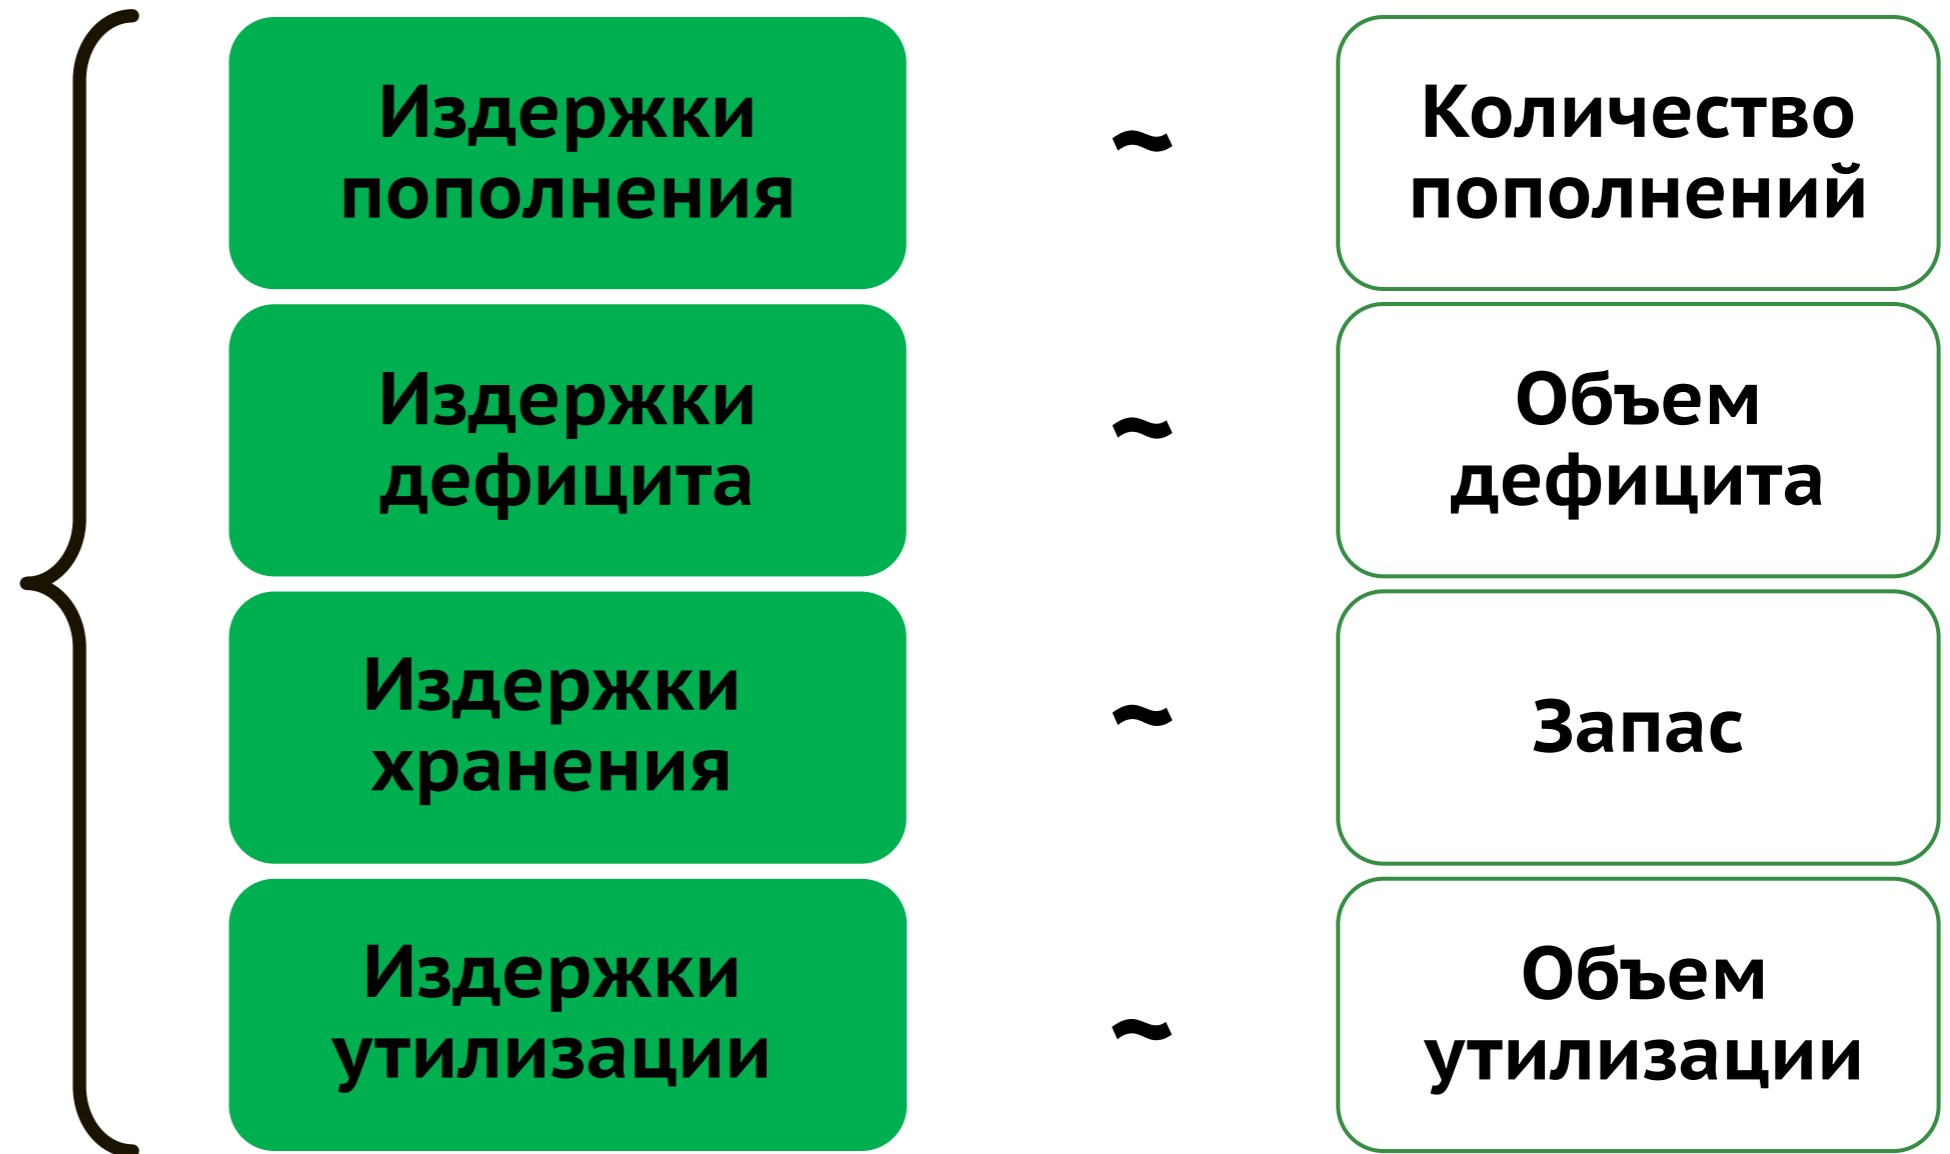 Издержки
пополнения
~
Количество
пополнений
Издержки
дефицита
~
Объем
дефицита
Издержки
хранения
~
Запас
Издержки
утилизации
~
Объем
утилизации